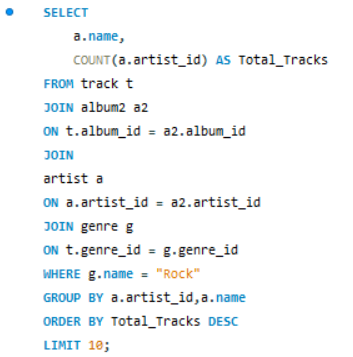 SELECT
a.name,
COUNT(a.artist_id) AS Total_Tracks
FROM track t
JOIN album2 a2
ON t.album_id = a2.album_id
JOIN
artist a
ON a.artist_id = a2.artist_id
JOIN genre g
ON t.genre_id = g.genre_id
WHERE g.name = "Rock"
GROUP BY a.artist_id,a.name
ORDER BY Total_Tracks DESC
LIMIT 10;